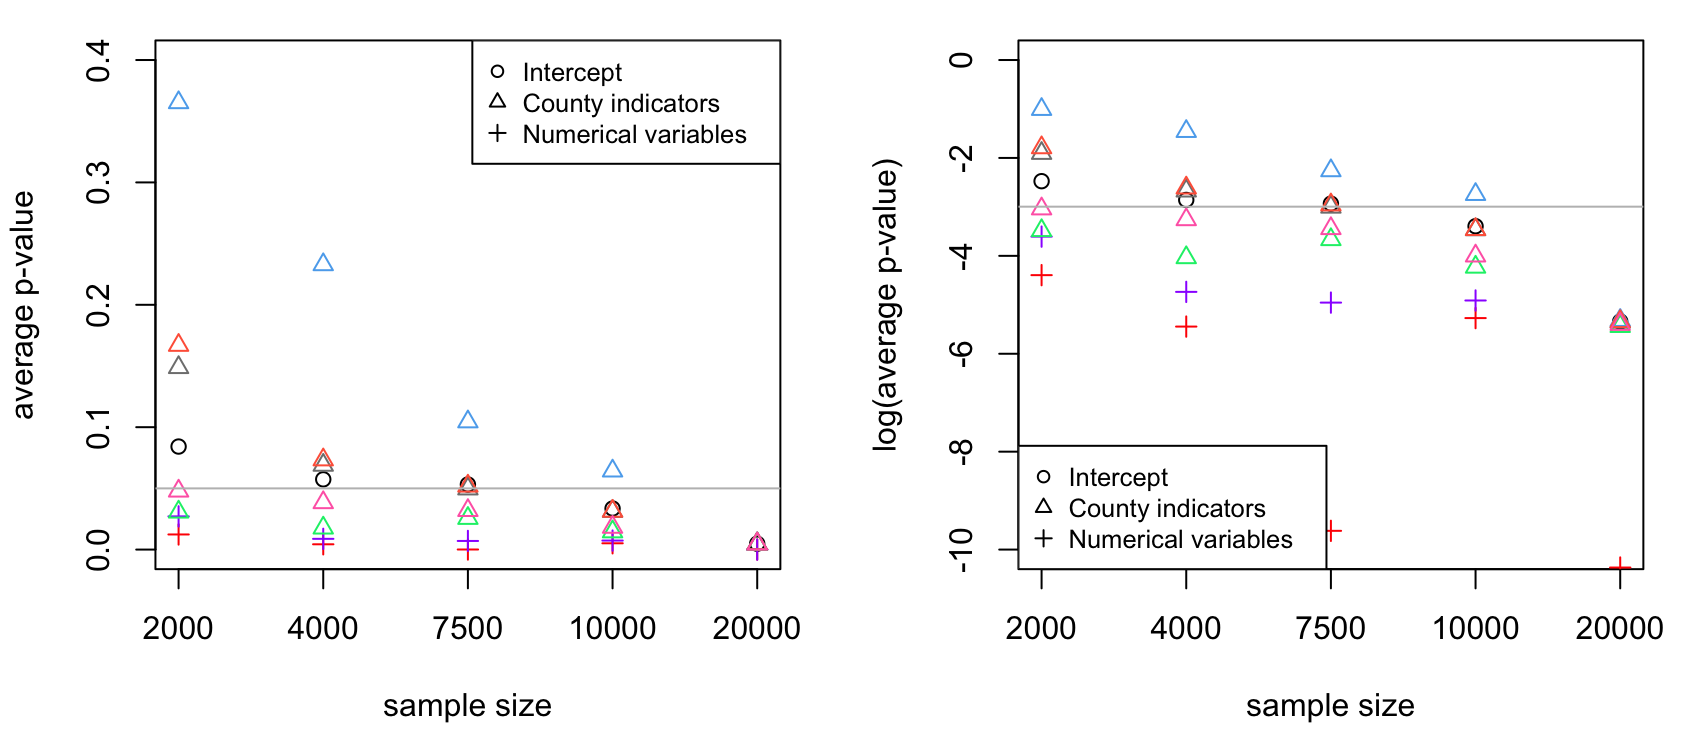 average p-value
0.4
0.3
0.2
0.1
0.0
Intercept
County indicators
Numerical variables
2000 4000 7500 10000 20000
sample size
log(average p-value)
0
-2
-4
-6
-8
-10
Intercept
County indicators
Numerical variables
2000 4000 7500 10000 20000
sample size